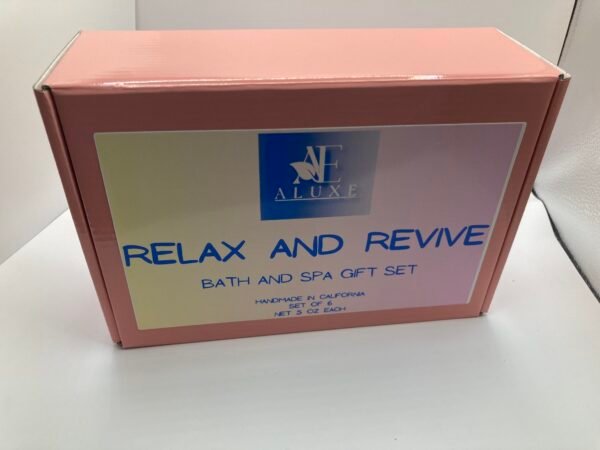 AE
ALUXE
RELAX AND REVIVE
BATH AND SPA GIFT SET
HANDMADE IN CALIFORNIA
SET OF 6
NET 5 OZ EACH